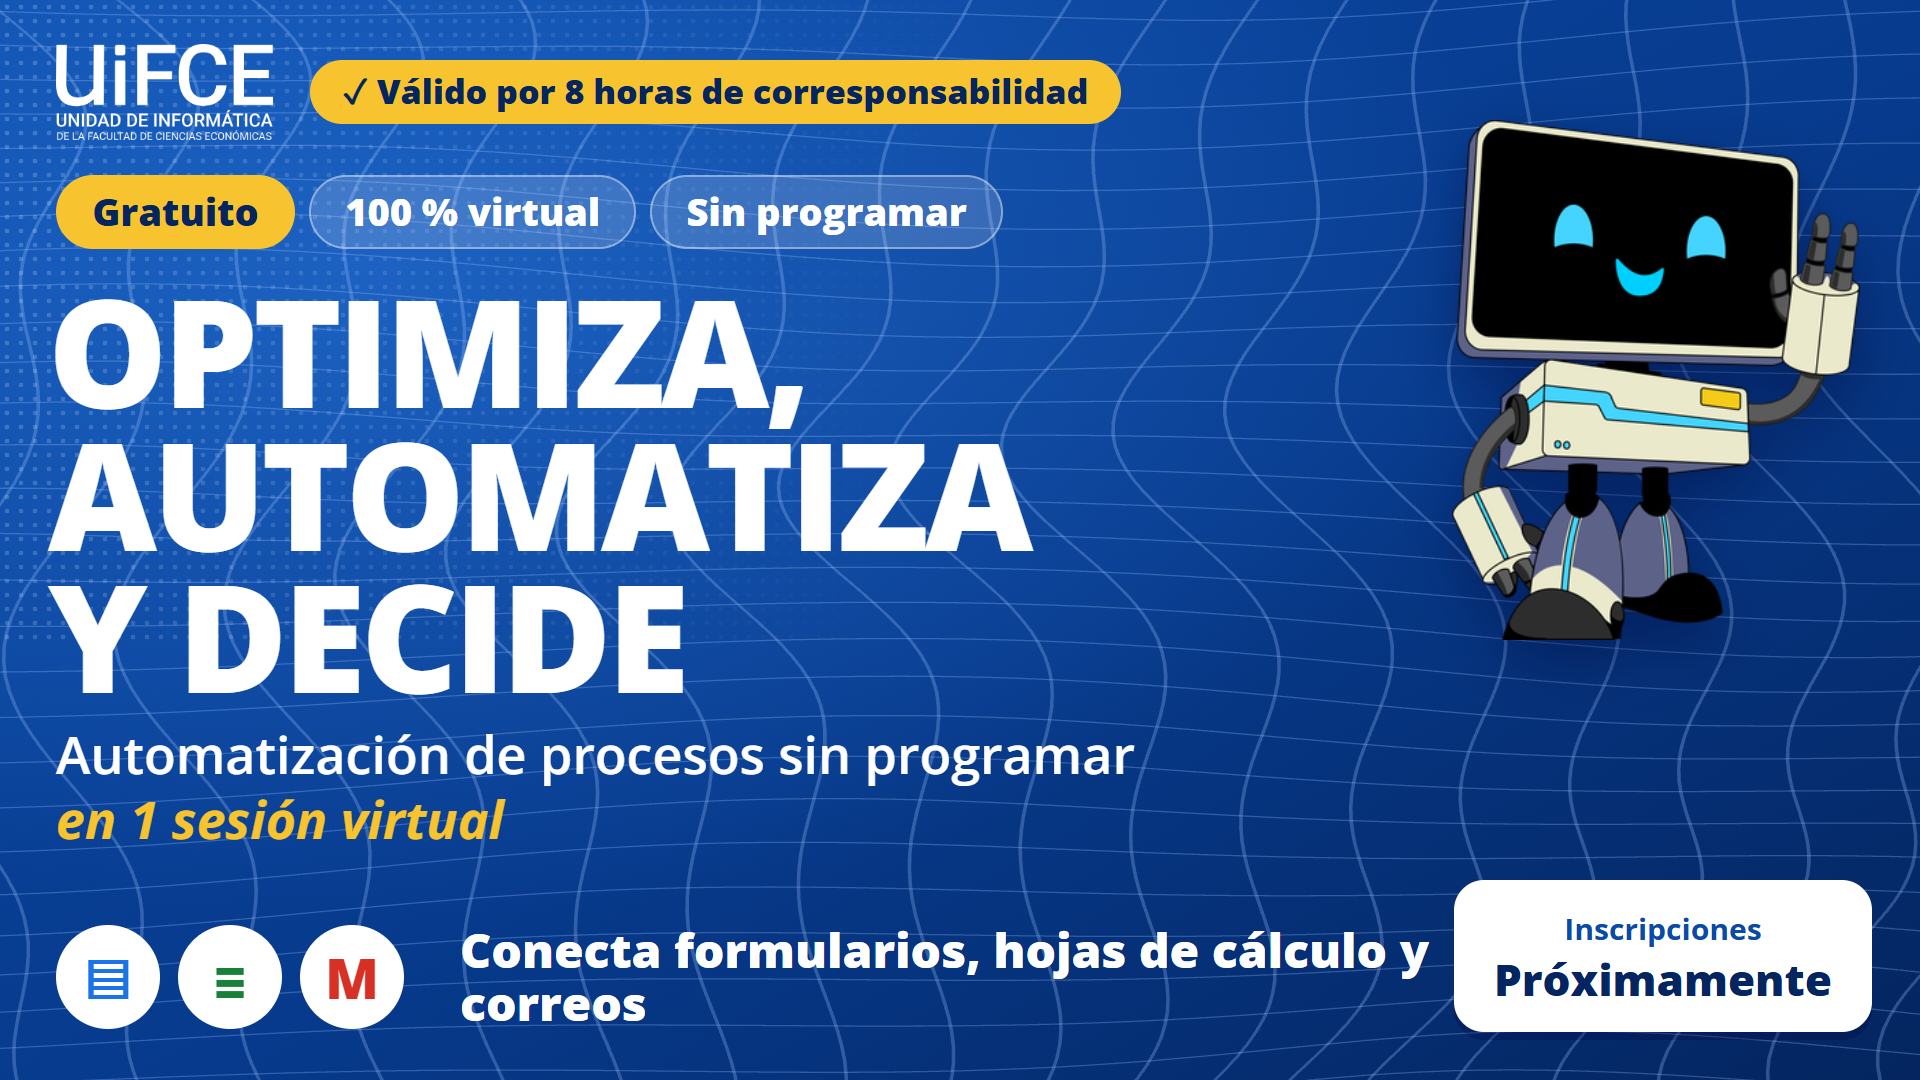 UiFCE
UNIDAD DE INFORMÁTICA
DE LA FACULTAD DE CIENCIAS ECONÓMICAS
✓ Válido por 8 horas de corresponsabilidad
Gratuito
100 % virtual
Sin programar
OPTIMIZA,
AUTOMATIZA
Y DECIDE
Automatización de procesos sin programar
en 1 sesión virtual
M
Conecta formularios, hojas de cálculo y
correos
Inscripciones
Próximamente